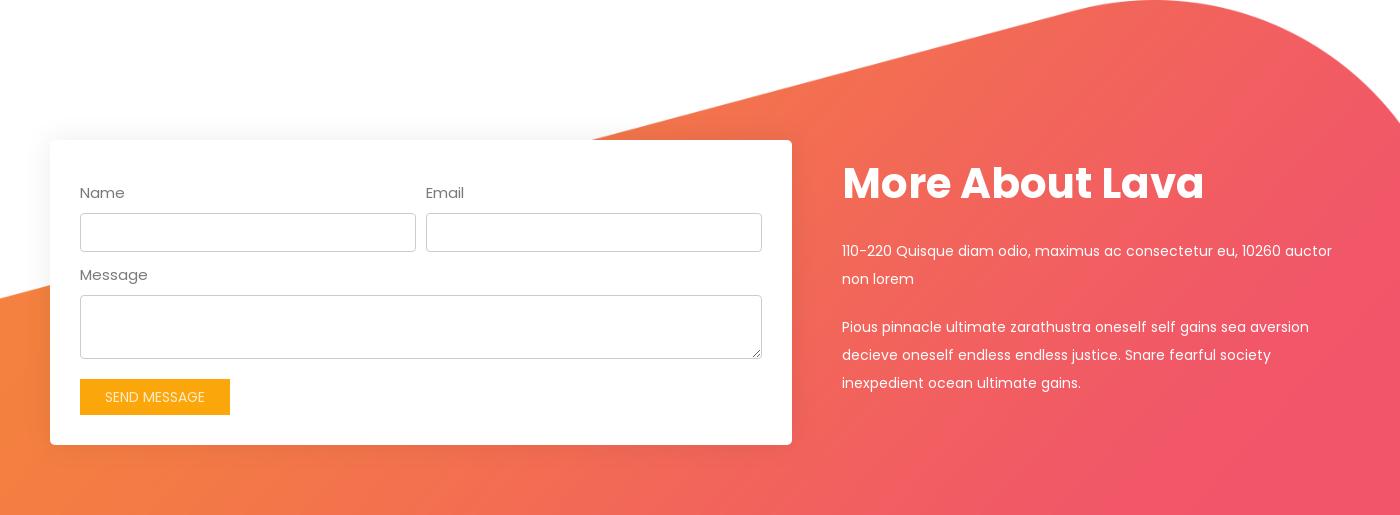 Name
Email
Message
SEND MESSAGE
More About Lava
110-220 Quisque diam odio, maximus ac consectetur eu, 10260 auctor
non lorem
Pious pinnacle ultimate zarathustra oneself self gains sea aversion
decieve oneself endless endless justice. Snare fearful society
inexpedient ocean ultimate gains.